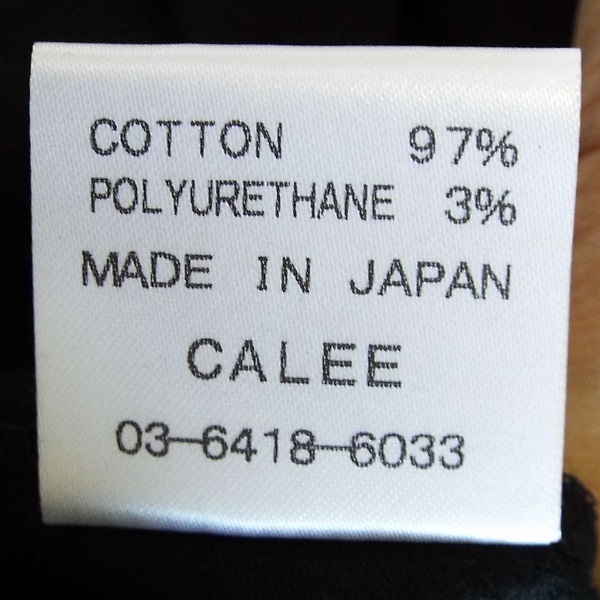 COTTON 97%
POLYURETHANE 3%
MADE IN JAPAN
CALEE
03-6418-6033